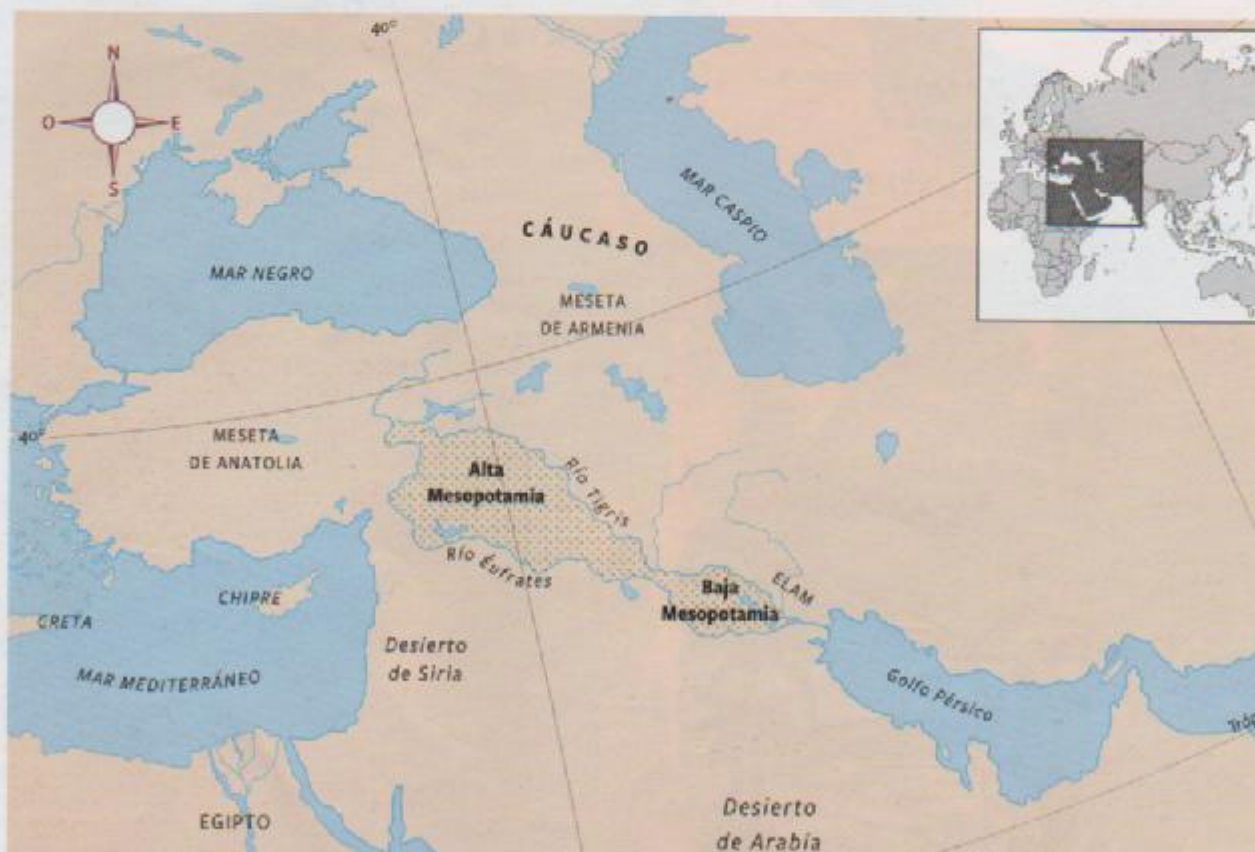 40°
N
O
E
S
MAR CASPIO
CÁUCASO
MAR NEGRO
MESETA
DE ARMENIA
40°
MESETA
DE ANATOLIA
Alta
Mesopotamia
Río Tigris
Río Éufrates
Baja
Mesopotamia
ELAM
CHIPRE
CRETA
Desierto
de Siria
MAR MEDITERRÁNEO
Golfo Pérsico
EGIPTO
Desierto
de Arabia